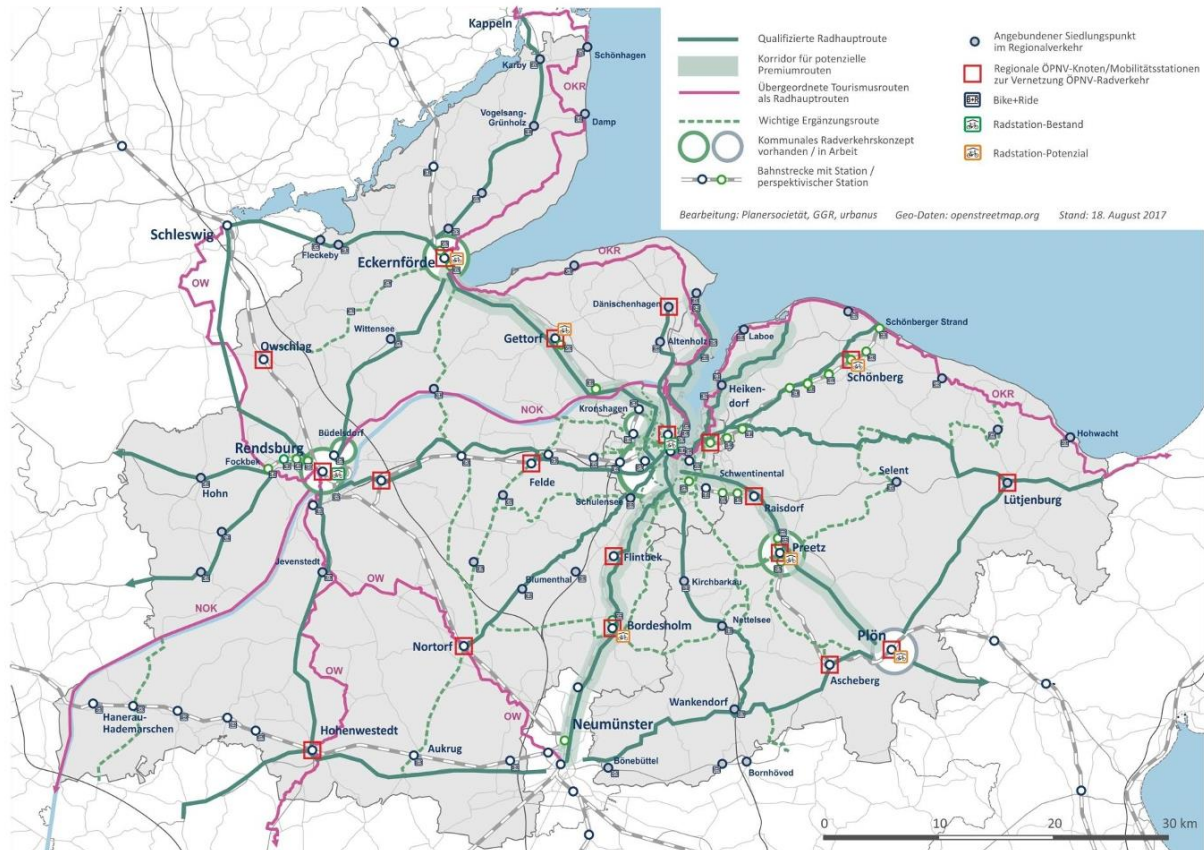 Qualifizierte Radhauptroute
Korridor für potenzielle
Premiumrouten
Übergeordnete Tourismusrouten
als Radhauptrouten
Wichtige Ergänzungsroute
Kommunales Radverkehrskonzept
vorhanden / in Arbeit
Bahnstrecke mit Station /
perspektivischer Station
Angebundener Siedlungspunkt
im Regionalverkehr
Regionale ÖPNV-Knoten/Mobilitätsstationen
zur Vernetzung ÖPNV-Radverkehr
Bike+Ride
Radstation-Bestand
Radstation-Potenzial
Bearbeitung: Planersocietät, GGR, urbanus Geo-Daten: openstreetmap.org Stand: 18. August 2017
Kappeln
Schönhagen
Karby
OKR
Vogelsang-
Grünholz
Damp
Schleswig
Fleckeby
Eckernförde
OKR
OW
Dänischenhagen
Wittensee
Gettorf
Altenholz
Laboe
Schönberger Strand
Owschlag
Schönberg
Heiken-
dorf
NOK
Kronshagen
OKR
Hohwacht
Büdelsdorf
Rendsburg
Fockbek
Felde
Schwentinental
Selent
Hohn
Schulensee
Raisdorf
Lütjenburg
Jevenstedt
Flintbek
Preetz
OW
Blumenthal
Kirchbarkau
NOK
Bordesholm
Nettelsee
Nortorf
Plön
OW
Ascheberg
Hanerau-
Hademarschen
OW
Wankendorf
Neumünster
Hohenwestedt
Aukrug
Bönebüttel
Bornhöved
0 10 20 30 km